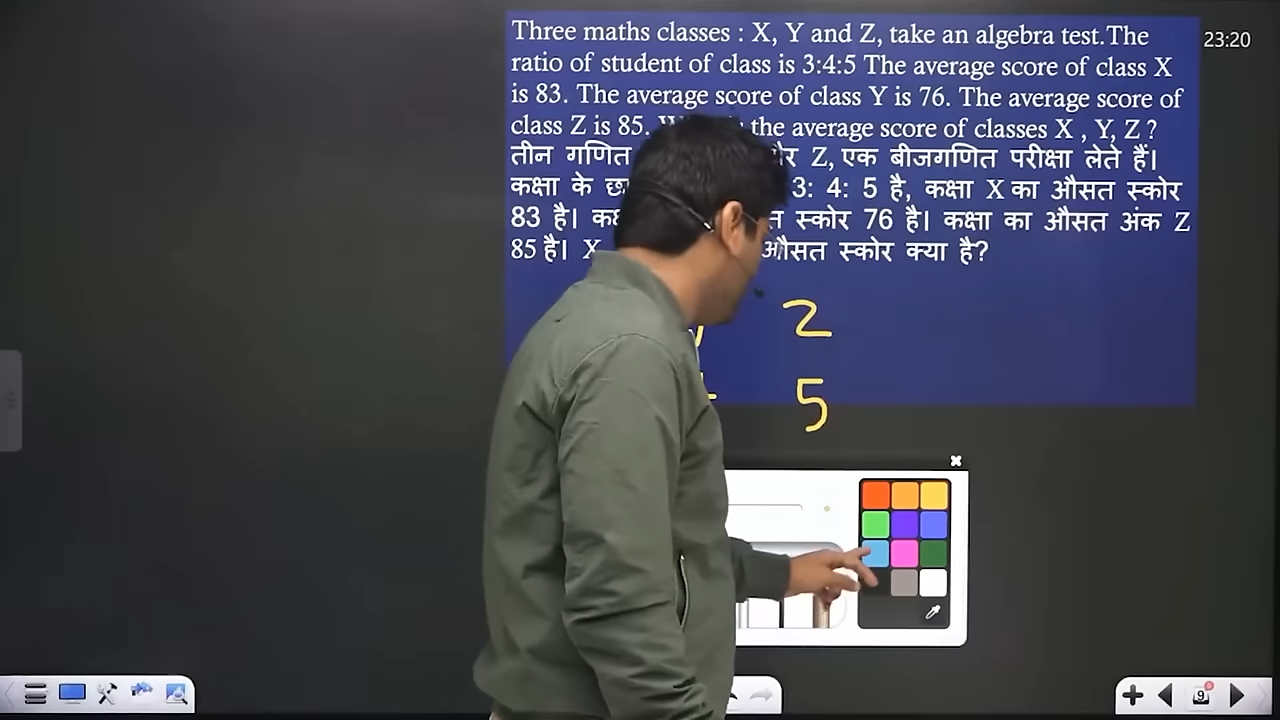 Three maths classes : X, Y and Z, take an algebra test.The
23:20
ratio of student of class is 3:4:5 The average score of class X
is 83. The average score of class Y is 76. The average score of
class Z is 85. the average score of classes X , Y, Z ?
तीन गणित Z, एक बीजगणित परीक्षा लेते हैं।
कक्षा के 3: 4: 5 है, कक्षा X का औसत स्कोर
83 है। स्कोर 76 है। कक्षा का औसत अंक Z
85 है। X औसत स्कोर क्या है?
2
5
9